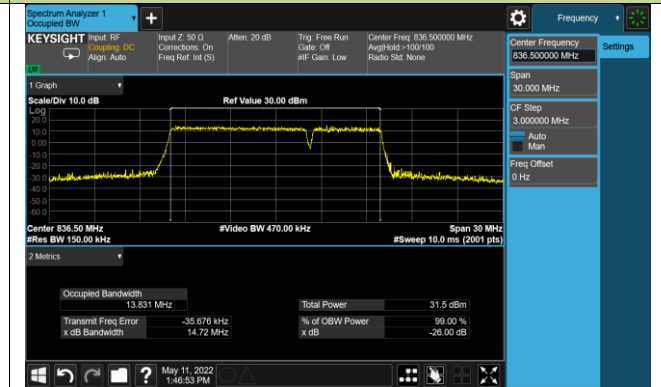 Spectrum Analyzer 1
Occupied BW
+
Frequency
KEYSIGHT
Input: RF
Coupling: DC
Align: Auto
Input Z: 50 Ω
Corrections: On
Freq Ref: Int (S)
Atten: 20 dB
Trig: Free Run
Gate: Off
#IF Gain: Low
Center Freq: 836.500000 MHz
Avg|Hold:>100/100
Radio Std: None
LNI
Center Frequency
836.500000 MHz
Settings
Span
30.000 MHz
CF Step
3.000000 MHz
Auto
Man
Freq Offset
0 Hz
1 Graph
Scale/Div 10.0 dB
Ref Value 30.00 dBm
Log
20.0
10.0
0.00
-10.0
-20.0
-30.0
-40.0
-50.0
-60.0
Center 836.50 MHz
#Video BW 470.00 kHz
Span 30 MHz
#Res BW 150.00 kHz
#Sweep 10.0 ms (2001 pts)
2 Metrics
Occupied Bandwidth
13.831 MHz
Total Power
31.5 dBm
Transmit Freq Error
-35.676 kHz
% of OBW Power
99.00 %
x dB Bandwidth
14.72 MHz
x dB
-26.00 dB
?
May 11, 2022
1:46:53 PM